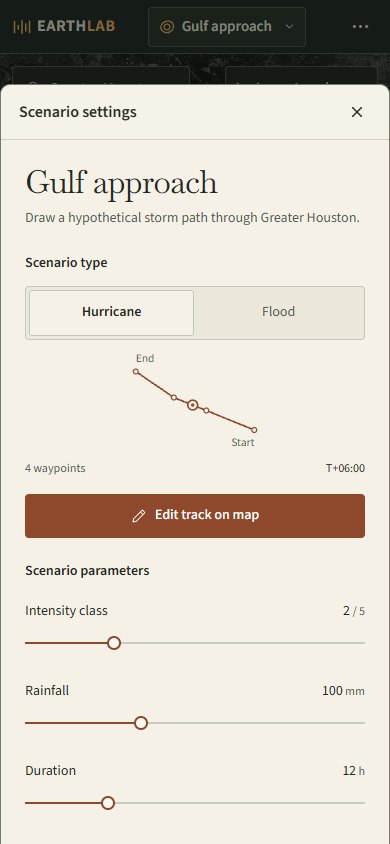 EARTHLAB
Gulf approach
Scenario settings
Gulf approach
Draw a hypothetical storm path through Greater Houston.
Scenario type
Hurricane
Flood
End
Start
4 waypoints
T+06:00
Edit track on map
Scenario parameters
Intensity class
2 / 5
Rainfall
100 mm
Duration
12 h